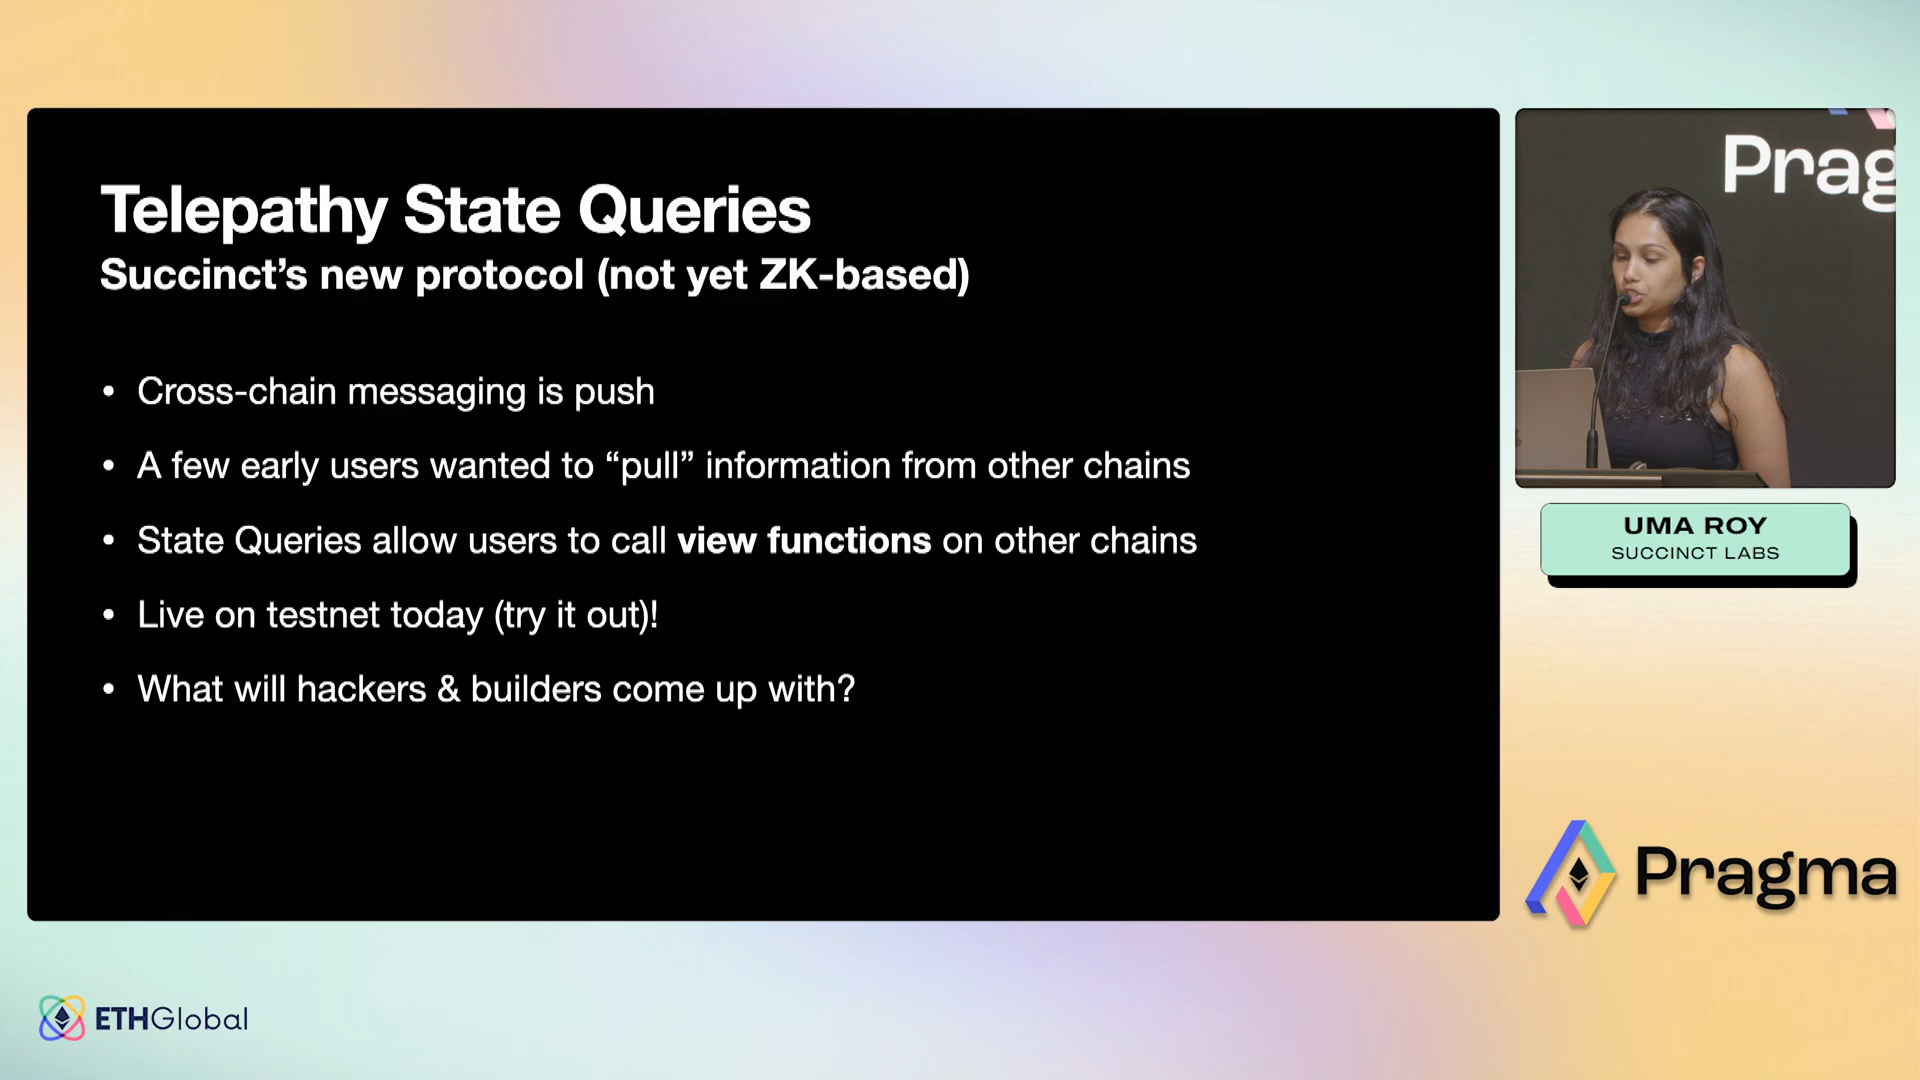 Telepathy State Queries
Succinct’s new protocol (not yet ZK-based)
• Cross-chain messaging is push
• A few early users wanted to “pull” information from other chains
• State Queries allow users to call view functions on other chains
• Live on testnet today (try it out)!
• What will hackers & builders come up with?
Prag
UMA ROY
SUCCINCT LABS
Pragma
ETHGlobal